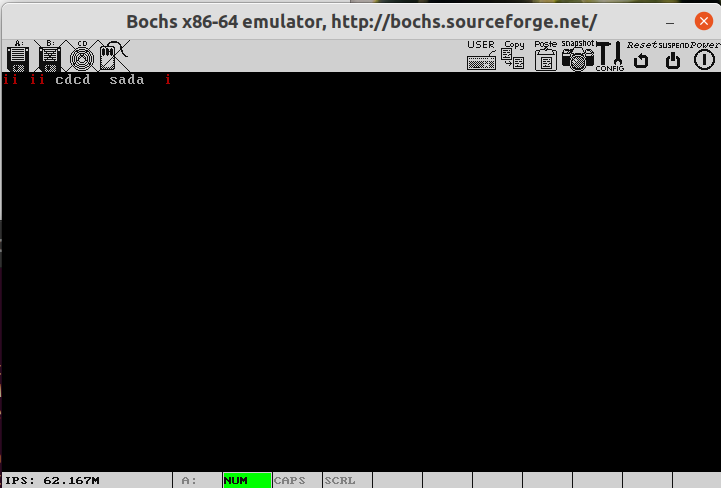 Bochs x86-64 emulator, http://bochs.sourceforge.net/
A: B: CD USER Copy Paste snapshot CONFIG Reset SUSPEND Power
ii ii cdcd sada i
IPS: 62.167M A: NUM CAPS SCRL